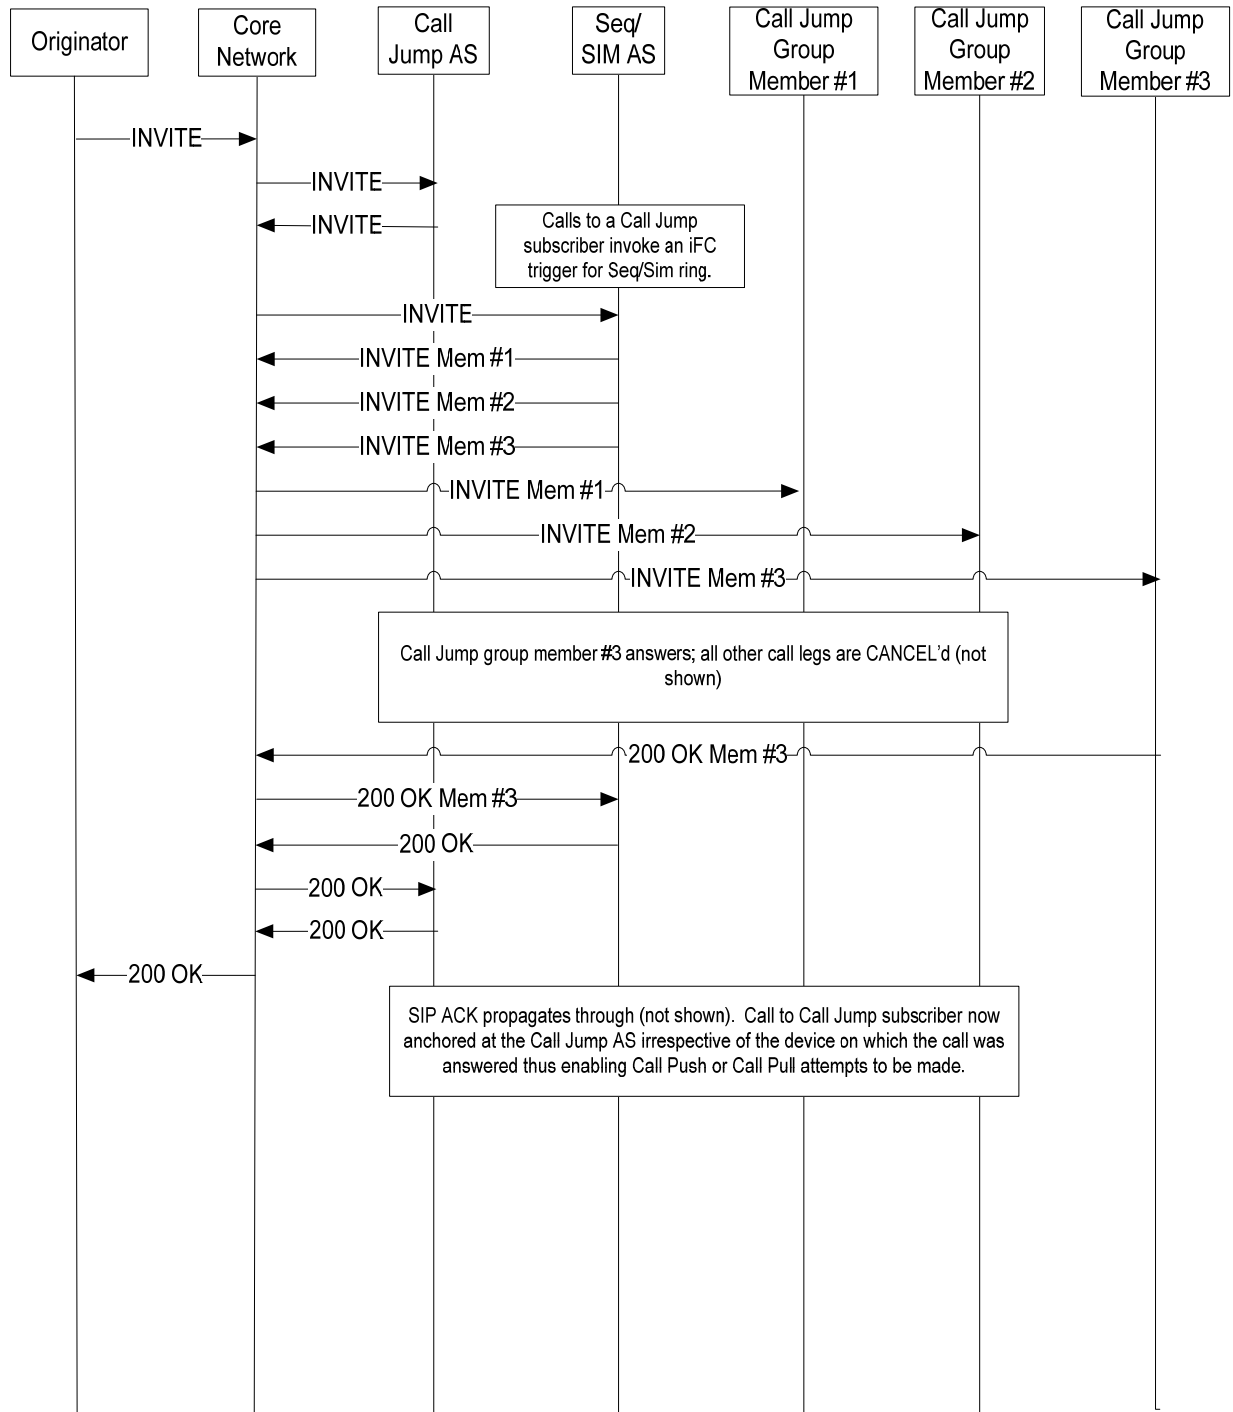 Originator
Core
Network
Call
Jump AS
Seq/
SIM AS
Call Jump
Group
Member #1
Call Jump
Group
Member #2
Call Jump
Group
Member #3
INVITE
INVITE
INVITE
Calls to a Call Jump
subscriber invoke an iFC
trigger for Seq/Sim ring.
INVITE
INVITE Mem #1
INVITE Mem #2
INVITE Mem #3
INVITE Mem #1
INVITE Mem #2
INVITE Mem #3
Call Jump group member #3 answers; all other call legs are CANCEL'd (not
shown)
200 OK Mem #3
200 OK Mem #3
200 OK
200 OK
200 OK
200 OK
SIP ACK propagates through (not shown). Call to Call Jump subscriber now
anchored at the Call Jump AS irrespective of the device on which the call was
answered thus enabling Call Push or Call Pull attempts to be made.